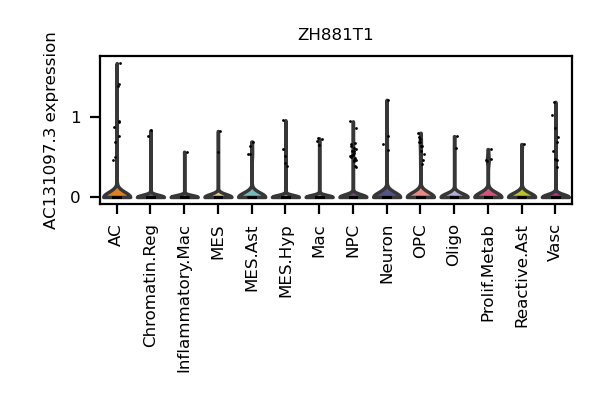 ZH881T1
AC131097.3 expression
1
0
AC
Chromatin.Reg
Inflammatory.Mac
MES
MES.Ast
MES.Hyp
Mac
NPC
Neuron
OPC
Oligo
Prolif.Metab
Reactive.Ast
Vasc